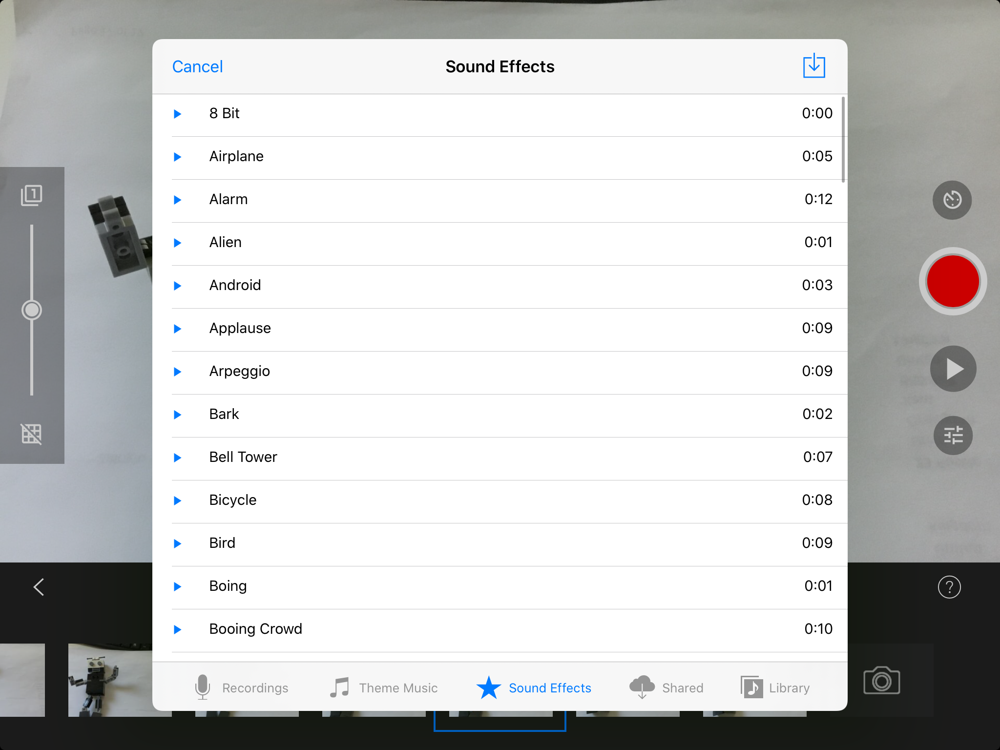 Cancel Sound Effects
8 Bit 0:00
Airplane 0:05
Alarm 0:12
Alien 0:01
Android 0:03
Applause 0:09
Arpeggio 0:09
Bark 0:02
Bell Tower 0:07
Bicycle 0:08
Bird 0:09
Boing 0:01
Booing Crowd 0:10
Recordings Theme Music Sound Effects Shared Library
1
?